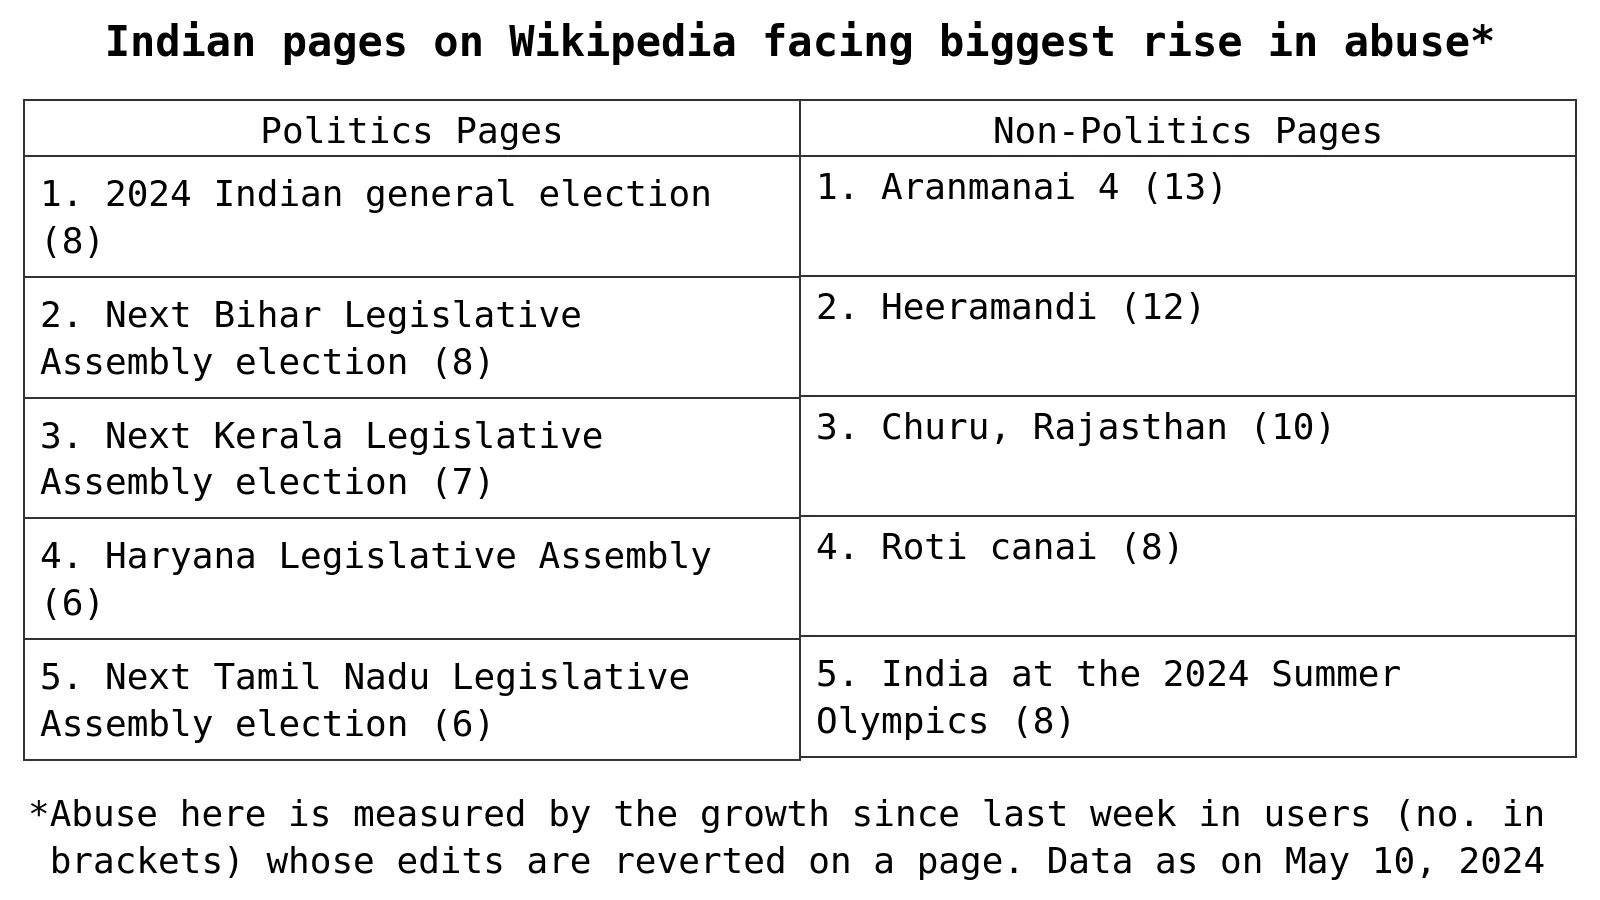 Indian pages on Wikipedia facing biggest rise in abuse*
Politics Pages
1. 2024 Indian general election
(8)
2. Next Bihar Legislative
Assembly election (8)
3. Next Kerala Legislative
Assembly election (7)
4. Haryana Legislative Assembly
(6)
5. Next Tamil Nadu Legislative
Assembly election (6)
Non-Politics Pages
1. Aranmanai 4 (13)
2. Heeramandi (12)
3. Churu, Rajasthan (10)
4. Roti canai (8)
5. India at the 2024 Summer
Olympics (8)
*Abuse here is measured by the growth since last week in users (no. in
brackets) whose edits are reverted on a page. Data as on May 10, 2024